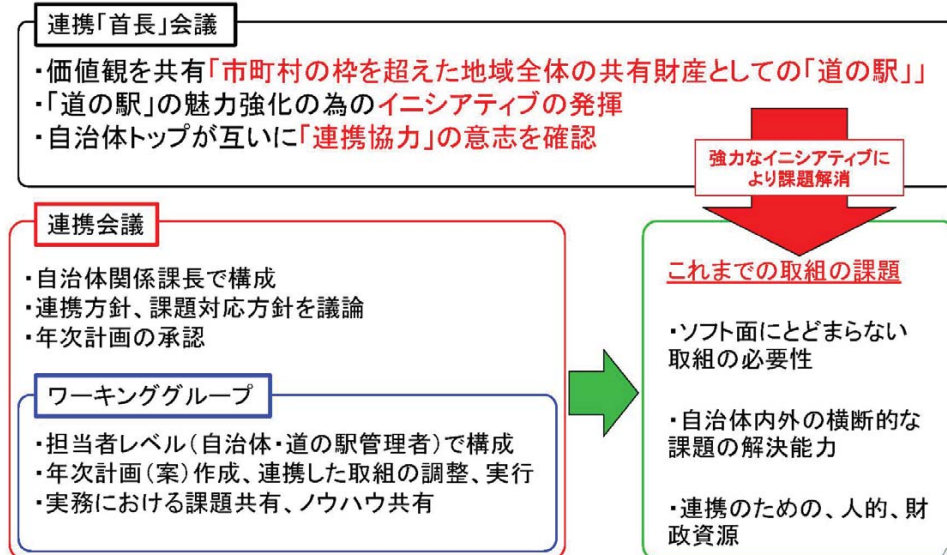 連携「首長」会議
・価値観を共有「市町村の枠を超えた地域全体の共有財産としての「道の駅」」
・「道の駅」の魅力強化の為のイニシアティブの発揮
・自治体トップが互いに「連携協力」の意志を確認
強力なイニシアティブに
より課題解消
連携会議
・自治体関係課長で構成
・連携方針、課題対応方針を議論
・年次計画の承認
ワーキンググループ
・担当者レベル(自治体・道の駅管理者)で構成
・年次計画(案)作成、連携した取組の調整、実行
・実務における課題共有、ノウハウ共有
これまでの取組の課題
・ソフト面にとどまらない
取組の必要性
・自治体内外の横断的な
課題の解決能力
・連携のための、人的、財
政資源